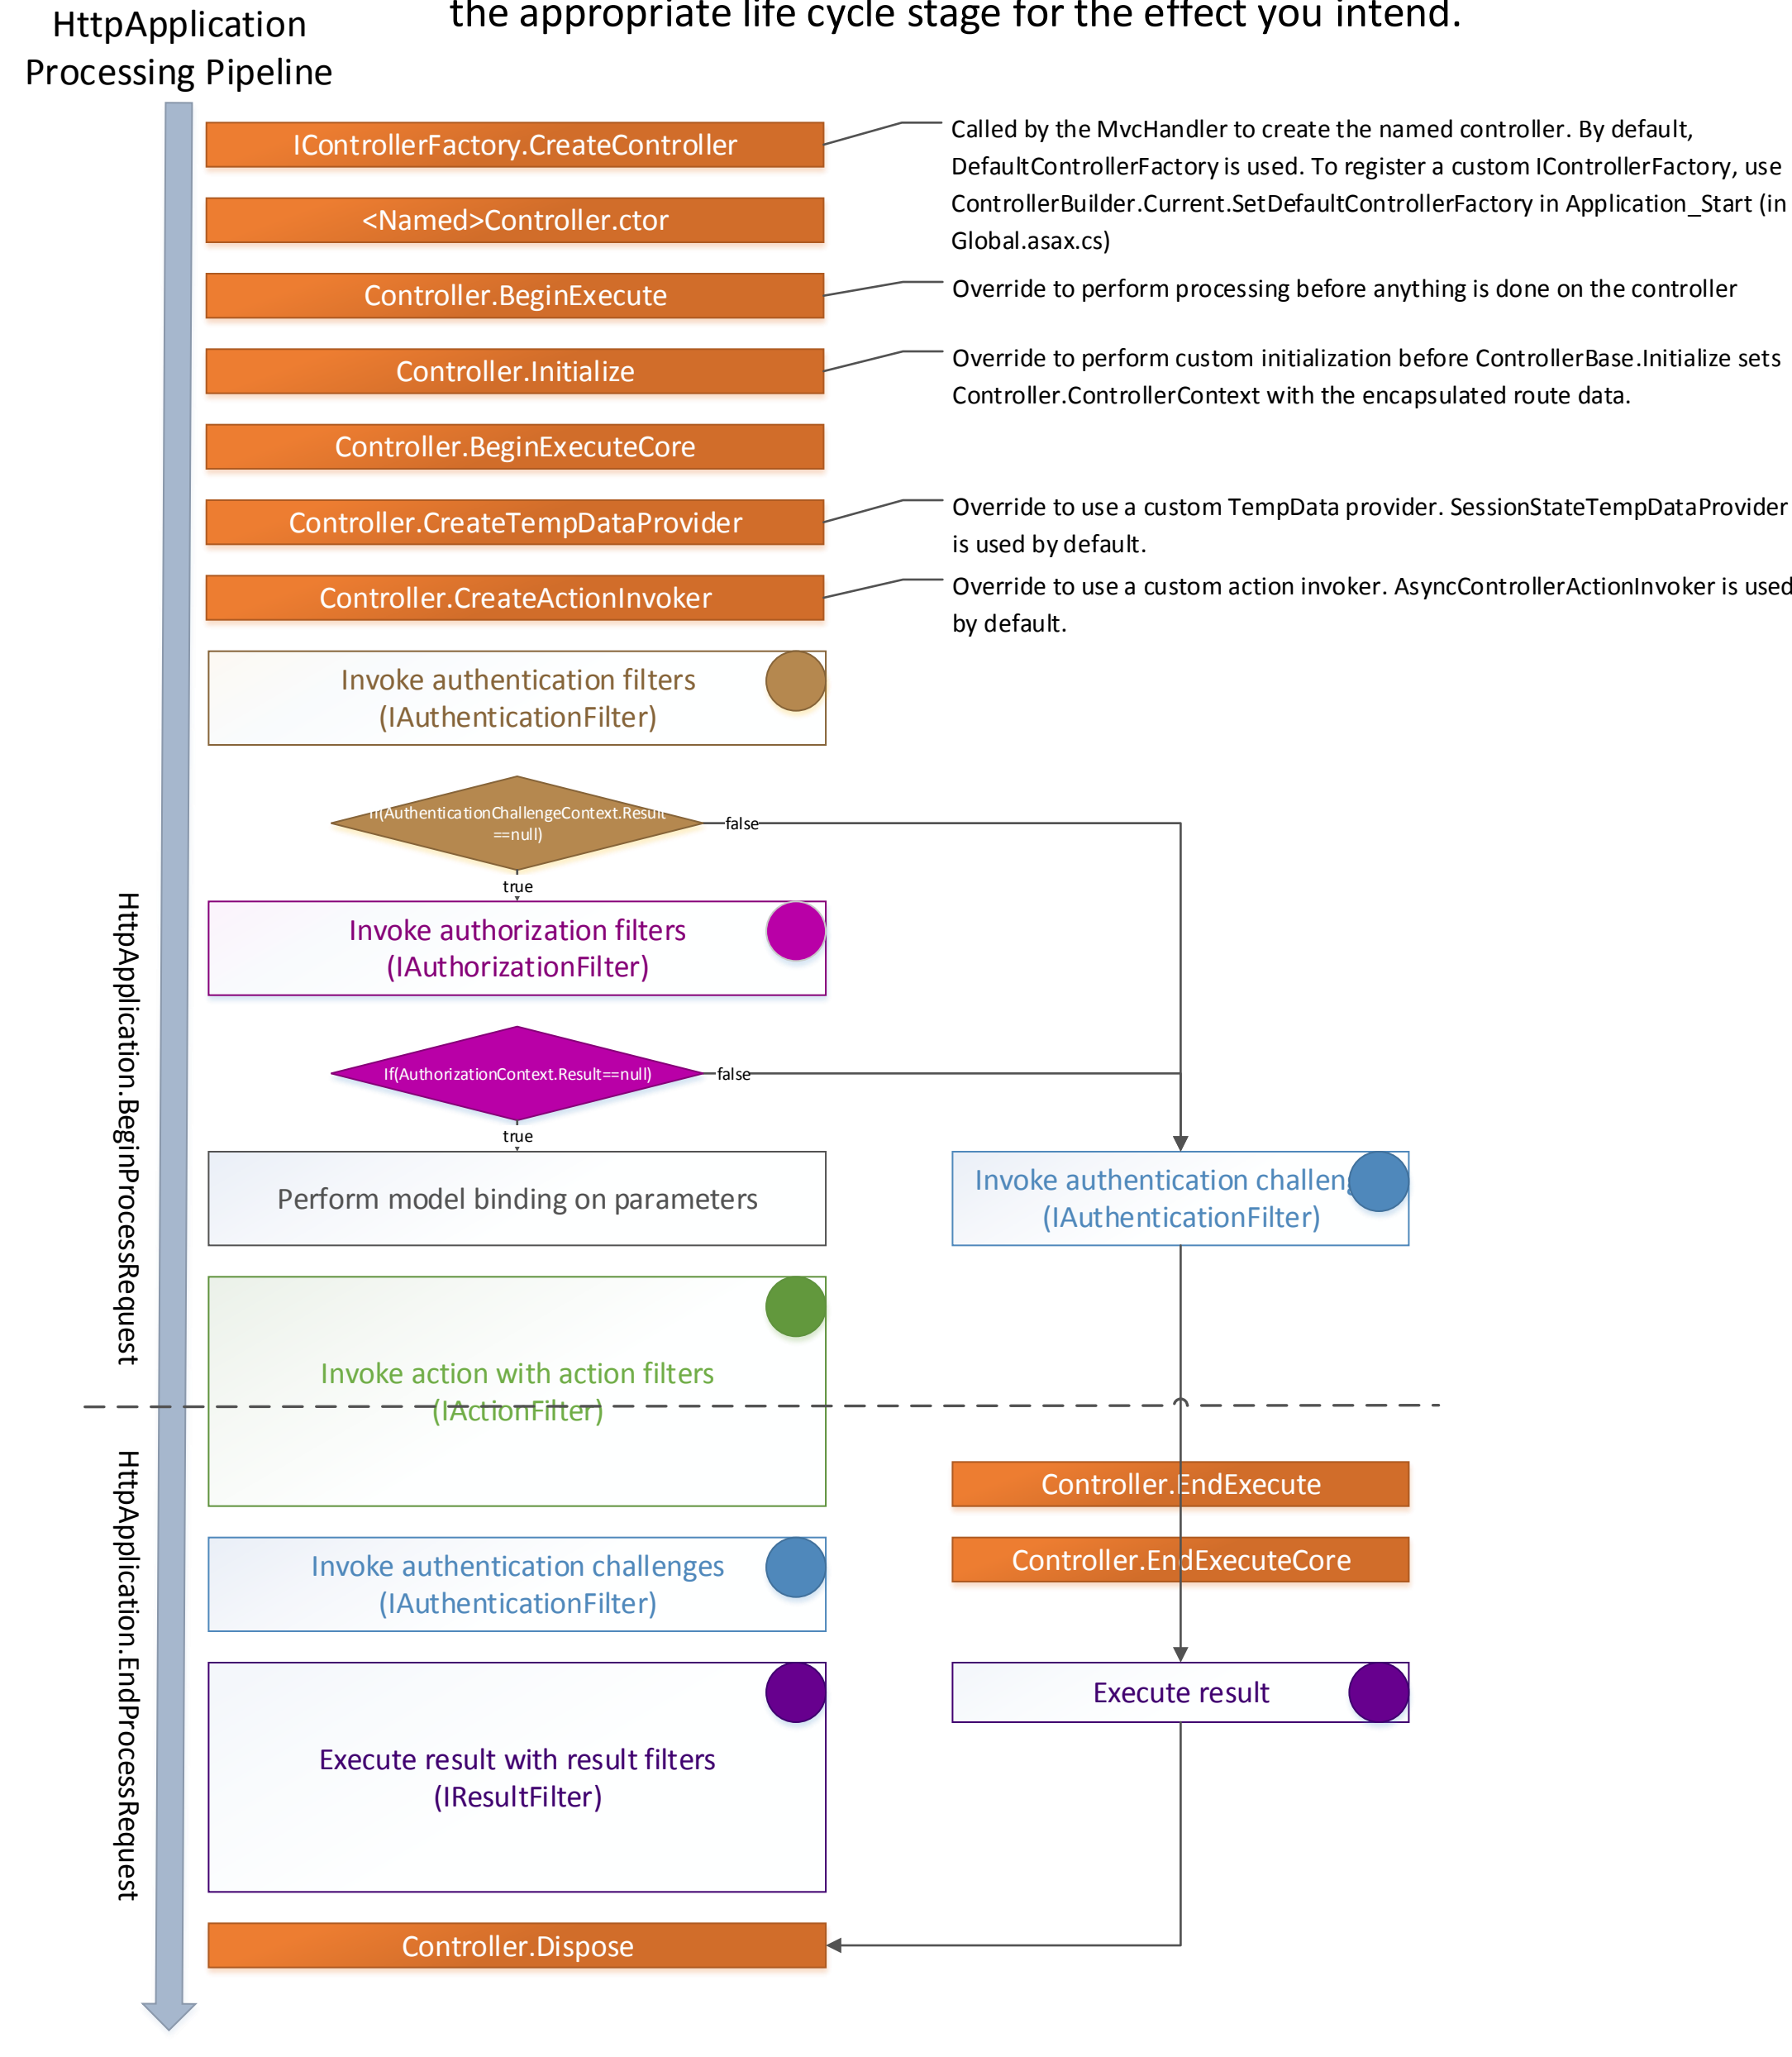 the appropriate life cycle stage for the effect you intend.
HttpApplication
Processing Pipeline
IControllerFactory.CreateController
Called by the MvcHandler to create the named controller. By default,
DefaultControllerFactory is used. To register a custom IControllerFactory, use
ControllerBuilder.Current.SetDefaultControllerFactory in Application_Start (in
Global.asax.cs)
<Named>Controller.ctor
Controller.BeginExecute
Override to perform processing before anything is done on the controller
Controller.Initialize
Override to perform custom initialization before ControllerBase.Initialize sets
Controller.ControllerContext with the encapsulated route data.
Controller.BeginExecuteCore
Controller.CreateTempDataProvider
Override to use a custom TempData provider. SessionStateTempDataProvider
is used by default.
Controller.CreateActionInvoker
Override to use a custom action invoker. AsyncControllerActionInvoker is used
by default.
Invoke authentication filters
(IAuthenticationFilter)
If(AuthenticationChallengeContext.Result
==null)
false
true
Invoke authorization filters
(IAuthorizationFilter)
If(AuthorizationContext.Result==null)
false
true
HttpApplication.BeginProcessRequest
Perform model binding on parameters
Invoke authentication challen
(IAuthenticationFilter)
Invoke action with action filters
(IActionFilter)
HttpApplication.EndProcessRequest
Controller.EndExecute
Controller.EndExecuteCore
Invoke authentication challenges
(IAuthenticationFilter)
Execute result
Execute result with result filters
(IResultFilter)
Controller.Dispose